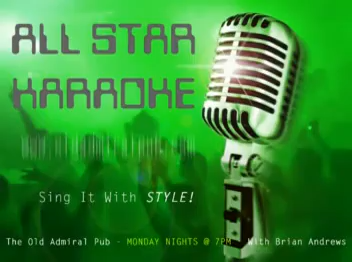 ALL STAR
KARAOKE
Sing It With STYLE!
The Old Admiral Pub - MONDAY NIGHTS @ 7PM - With Brian Andrews